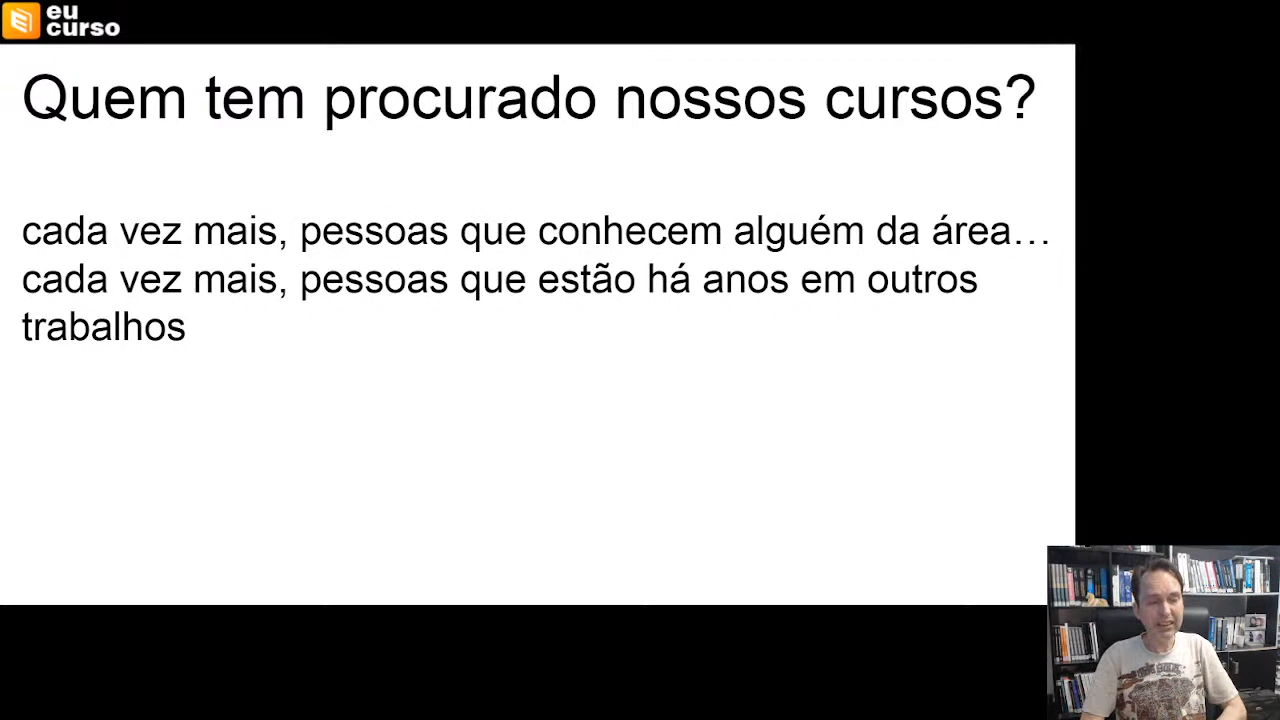 eu
curso
Quem tem procurado nossos cursos?
cada vez mais, pessoas que conhecem alguém da área…
cada vez mais, pessoas que estão há anos em outros
trabalhos